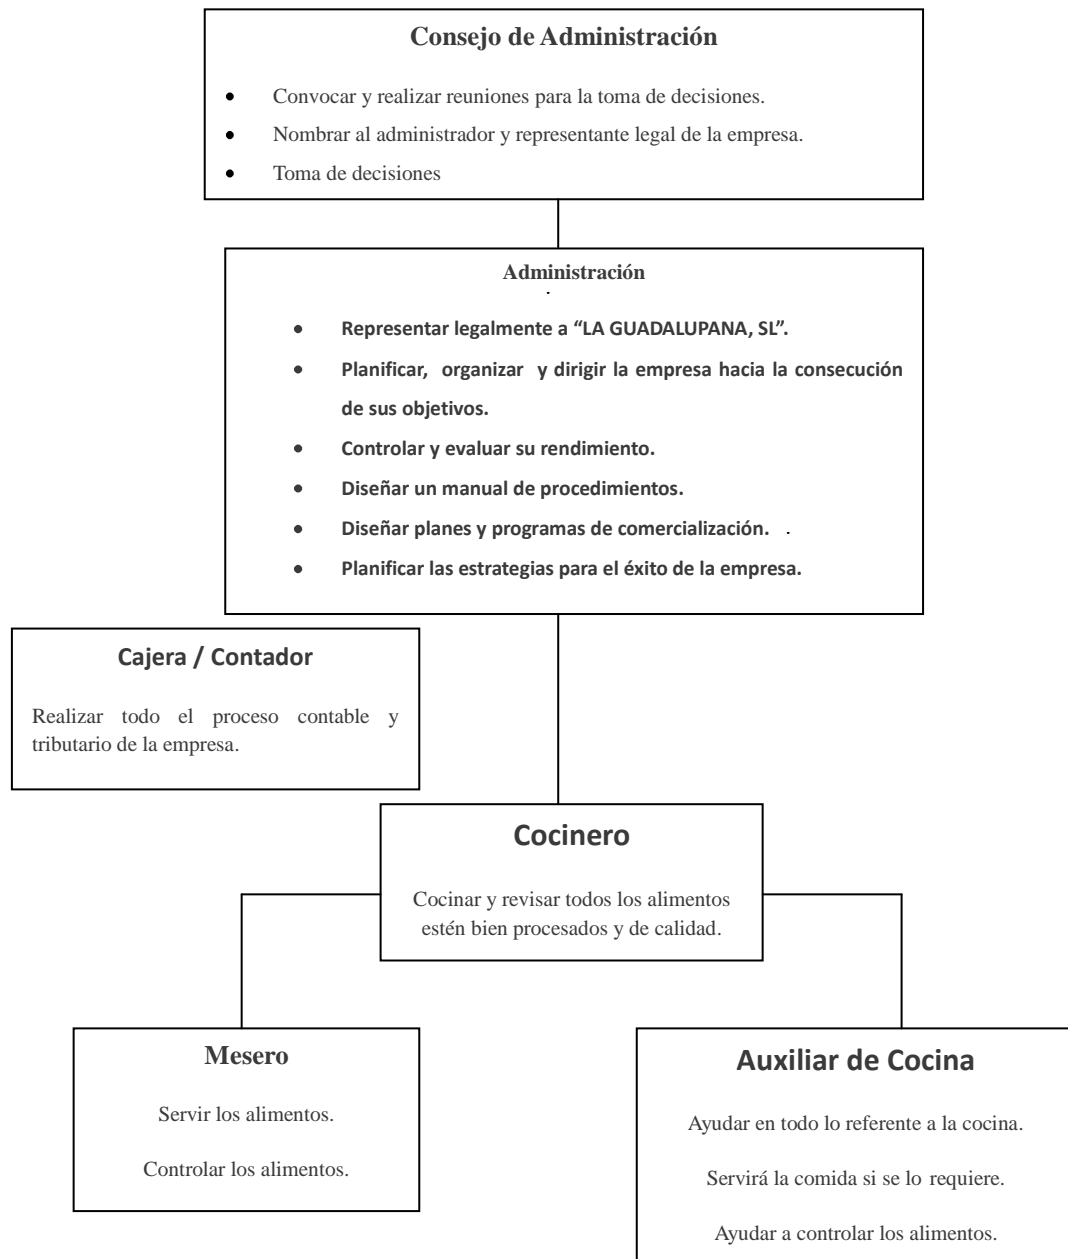 Consejo de Administración
• Convocar y realizar reuniones para la toma de decisiones.
• Nombrar al administrador y representante legal de la empresa.
• Toma de decisiones
Administración
.
• Representar legalmente a “LA GUADALUPANA, SL”.
• Planificar, organizar y dirigir la empresa hacia la consecución
de sus objetivos.
• Controlar y evaluar su rendimiento.
• Diseñar un manual de procedimientos.
• Diseñar planes y programas de comercialización. .
• Planificar las estrategias para el éxito de la empresa.
Cajera / Contador
Realizar todo el proceso contable y
tributario de la empresa.
Cocinero
Cocinar y revisar todos los alimentos
estén bien procesados y de calidad.
Mesero
Servir los alimentos.
Controlar los alimentos.
Auxiliar de Cocina
Ayudar en todo lo referente a la cocina.
Servirá la comida si se lo requiere.
Ayudar a controlar los alimentos.